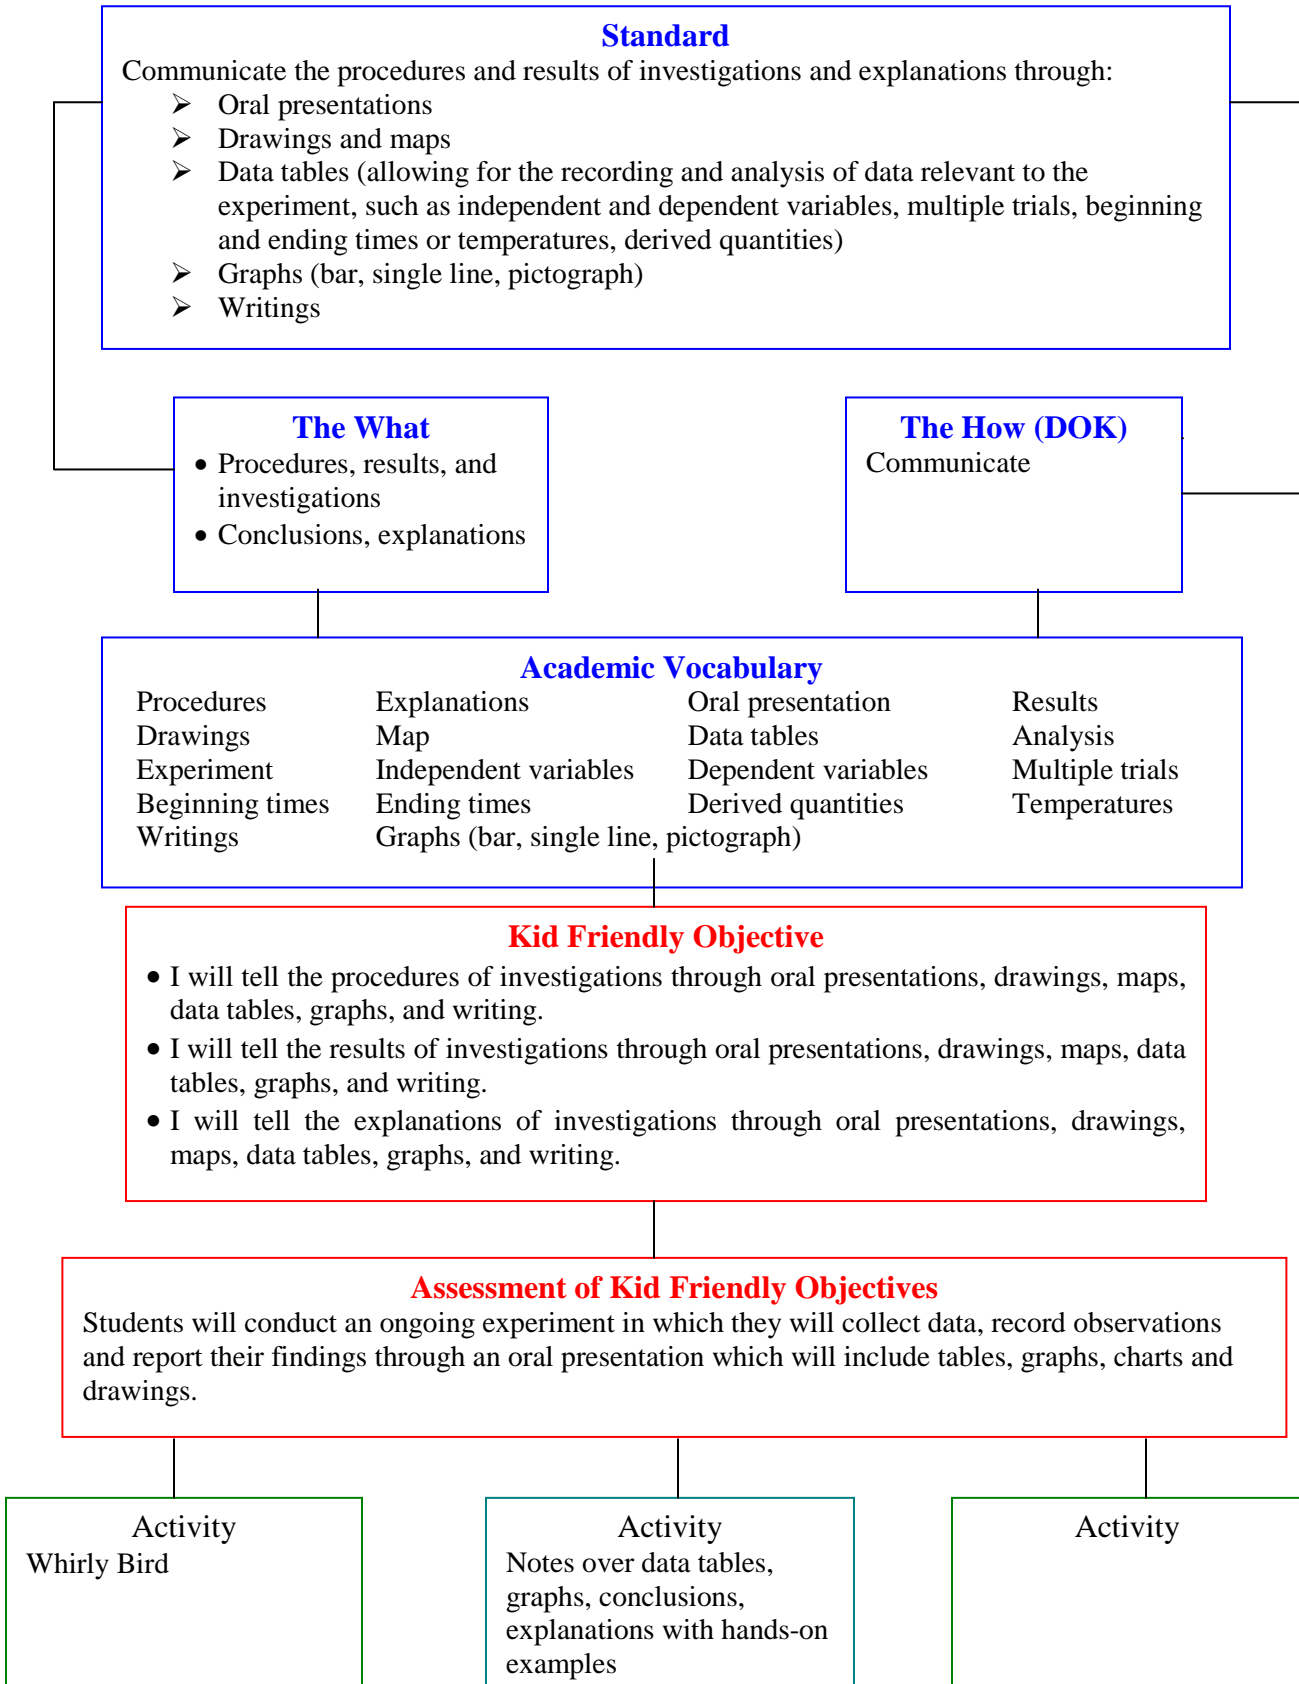 Standard
Communicate the procedures and results of investigations and explanations through:
➢ Oral presentations
➢ Drawings and maps
➢ Data tables (allowing for the recording and analysis of data relevant to the
experiment, such as independent and dependent variables, multiple trials, beginning
and ending times or temperatures, derived quantities)
➢ Graphs (bar, single line, pictograph)
➢ Writings
The What
• Procedures, results, and
investigations
• Conclusions, explanations
The How (DOK)
Communicate
Academic Vocabulary
Procedures Explanations Oral presentation Results
Drawings Map Data tables Analysis
Experiment Independent variables Dependent variables Multiple trials
Beginning times Ending times Derived quantities Temperatures
Writings Graphs (bar, single line, pictograph)
Kid Friendly Objective
• I will tell the procedures of investigations through oral presentations, drawings, maps,
data tables, graphs, and writing.
• I will tell the results of investigations through oral presentations, drawings, maps, data
tables, graphs, and writing.
• I will tell the explanations of investigations through oral presentations, drawings,
maps, data tables, graphs, and writing.
Assessment of Kid Friendly Objectives
Students will conduct an ongoing experiment in which they will collect data, record observations
and report their findings through an oral presentation which will include tables, graphs, charts and
drawings.
Activity
Whirly Bird
Activity
Notes over data tables,
graphs, conclusions,
explanations with hands-on
examples
Activity